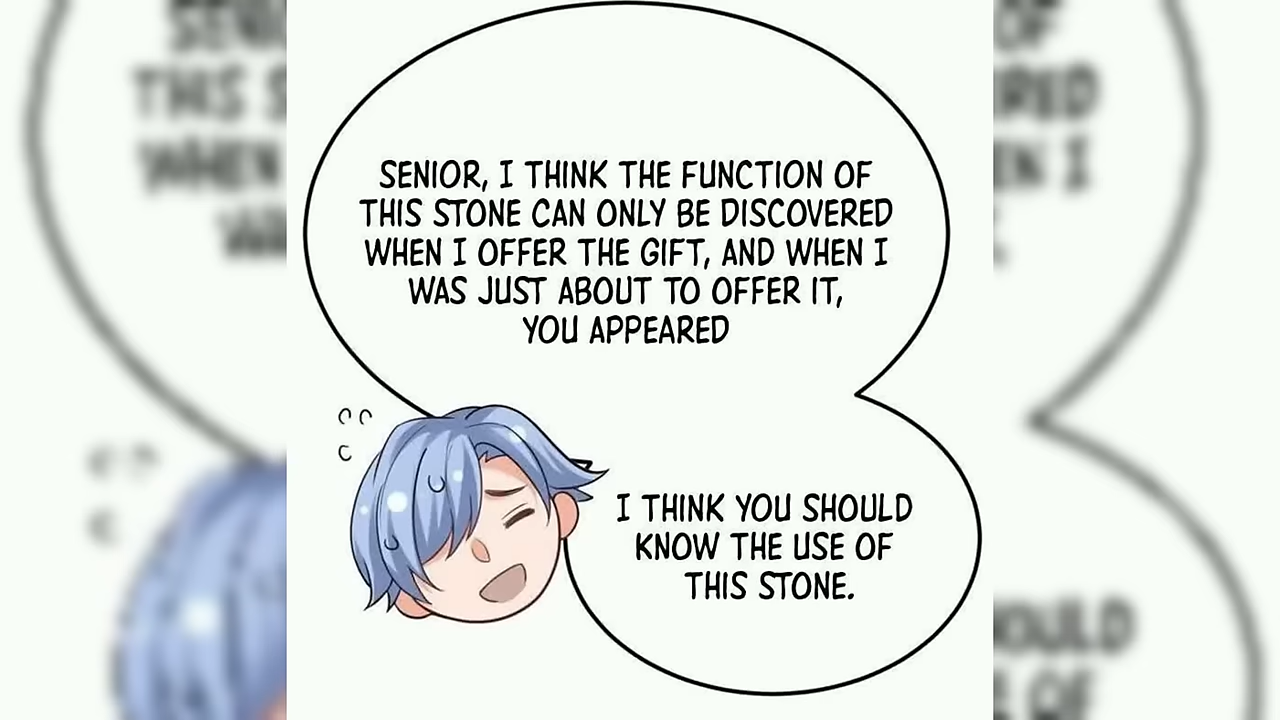 SENIOR, I THINK THE FUNCTION OF
THIS STONE CAN ONLY BE DISCOVERED
WHEN I OFFER THE GIFT, AND WHEN I
WAS JUST ABOUT TO OFFER IT,
YOU APPEARED
I THINK YOU SHOULD
KNOW THE USE OF
THIS STONE.